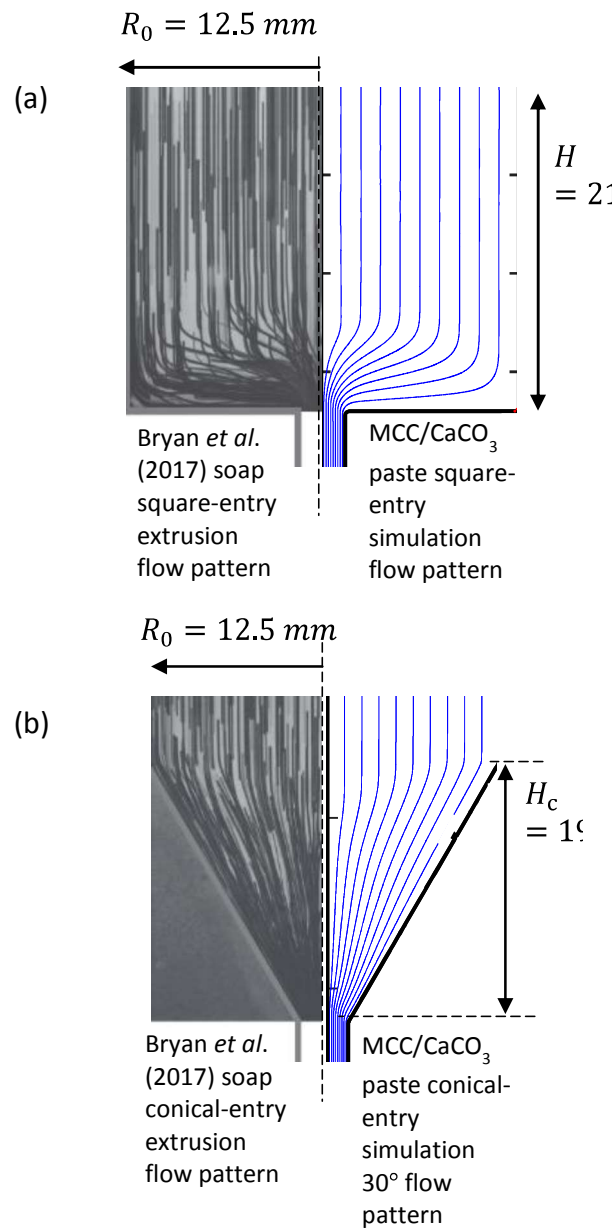 R₀ = 12.5 mm
(a)
H
= 21
Bryan et al.
(2017) soap
square-entry
extrusion
flow pattern
MCC/CaCO₃
paste square-
entry
simulation
flow pattern
R₀ = 12.5 mm
(b)
H_c
= 19
Bryan et al.
(2017) soap
conical-entry
extrusion
flow pattern
MCC/CaCO₃
paste conical-
entry
simulation
30° flow
pattern